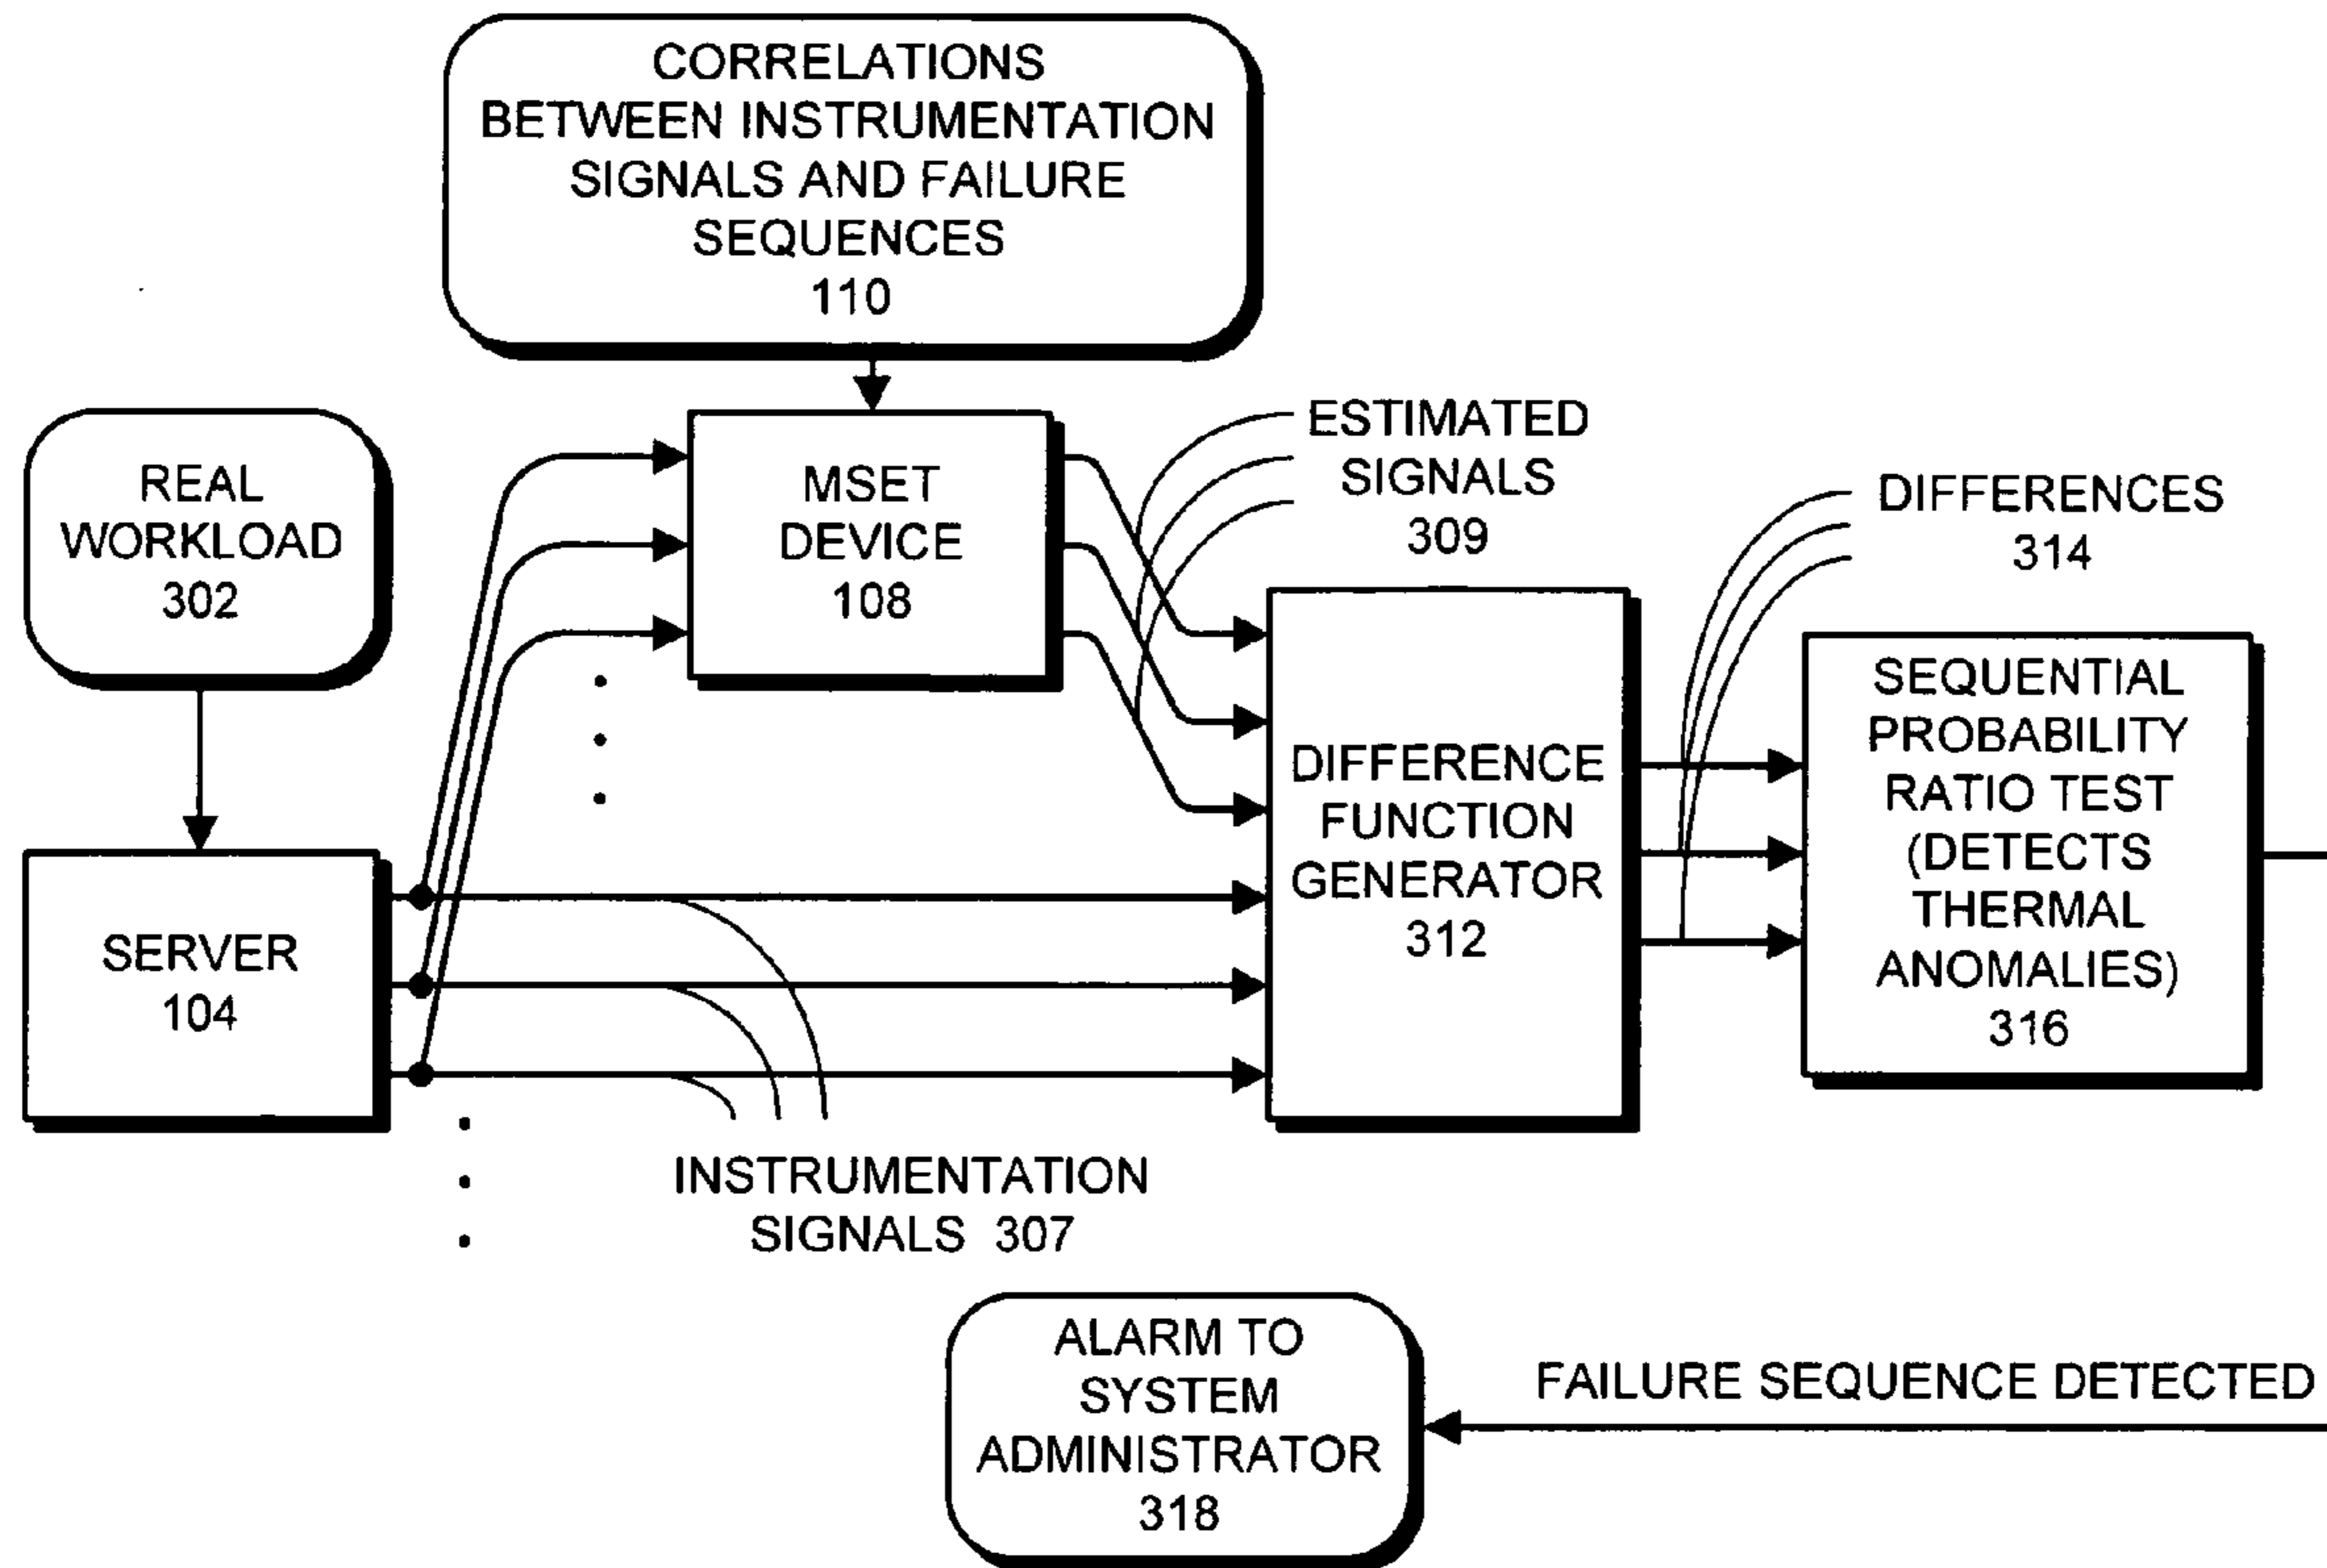 CORRELATIONS
BETWEEN INSTRUMENTATION
SIGNALS AND FAILURE
SEQUENCES
110
REAL
WORKLOAD
302
MSET
DEVICE
108
ESTIMATED
SIGNALS
309
DIFFERENCES
314
SERVER
104
DIFFERENCE
FUNCTION
GENERATOR
312
SEQUENTIAL
PROBABILITY
RATIO TEST
(DETECTS
THERMAL
ANOMALIES)
316
INSTRUMENTATION
SIGNALS 307
ALARM TO
SYSTEM
ADMINISTRATOR
318
FAILURE SEQUENCE DETECTED